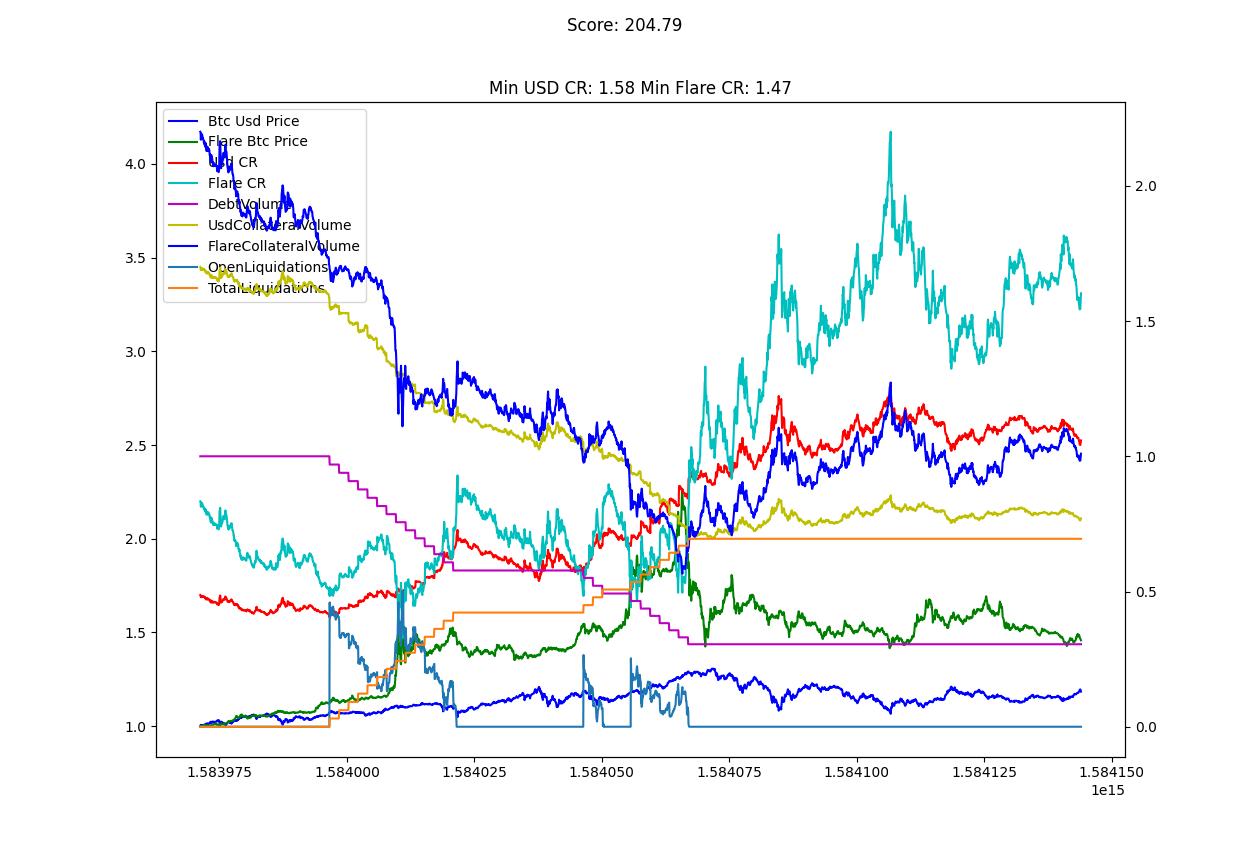 Score: 204.79
Min USD CR: 1.58 Min Flare CR: 1.47
Btc Usd Price
Flare Btc Price
Usd CR
Flare CR
DebtVolume
UsdCollateralVolume
FlareCollateralVolume
OpenLiquidations
TotalLiquidations
4.0
3.5
3.0
2.5
2.0
1.5
1.0
2.0
1.5
1.0
0.5
0.0
1.583975 1.584000 1.584025 1.584050 1.584075 1.584100 1.584125 1.584150
1e15